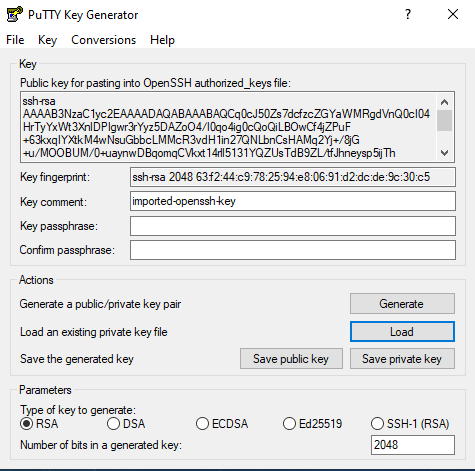 PuTTY Key Generator
File Key Conversions Help
Key
Public key for pasting into OpenSSH authorized_keys file:
ssh-rsa
AAAAB3NzaC1yc2EAAAADAQABAAABAQCq0cJ50Zs7dcfzcZGYaWMRgdVnQ0cI04
HrTyYxWt3XnIDPIgwr3rYyz5DAZoO4/I0qo4ig0cQoQiLBOwCf4jZPuF
+63kxqIYXtkM4wNsuGbbcLMMcR3vdH1in27QNLbnCsHAMq2Yj+/8jG
+u/MOOBUM/0+uaynwDBqomqCVkxt14rlI5131YQZUsTdB9ZL/tfJhneysp5ijTh
Key fingerprint: ssh-rsa 2048 63:f2:44:c9:78:25:94:e8:06:91:d2:dc:de:9c:30:c5
Key comment: imported-openssh-key
Key passphrase:
Confirm passphrase:
Actions
Generate a public/private key pair Generate
Load an existing private key file Load
Save the generated key Save public key Save private key
Parameters
Type of key to generate:
RSA DSA ECDSA Ed25519 SSH-1 (RSA)
Number of bits in a generated key: 2048